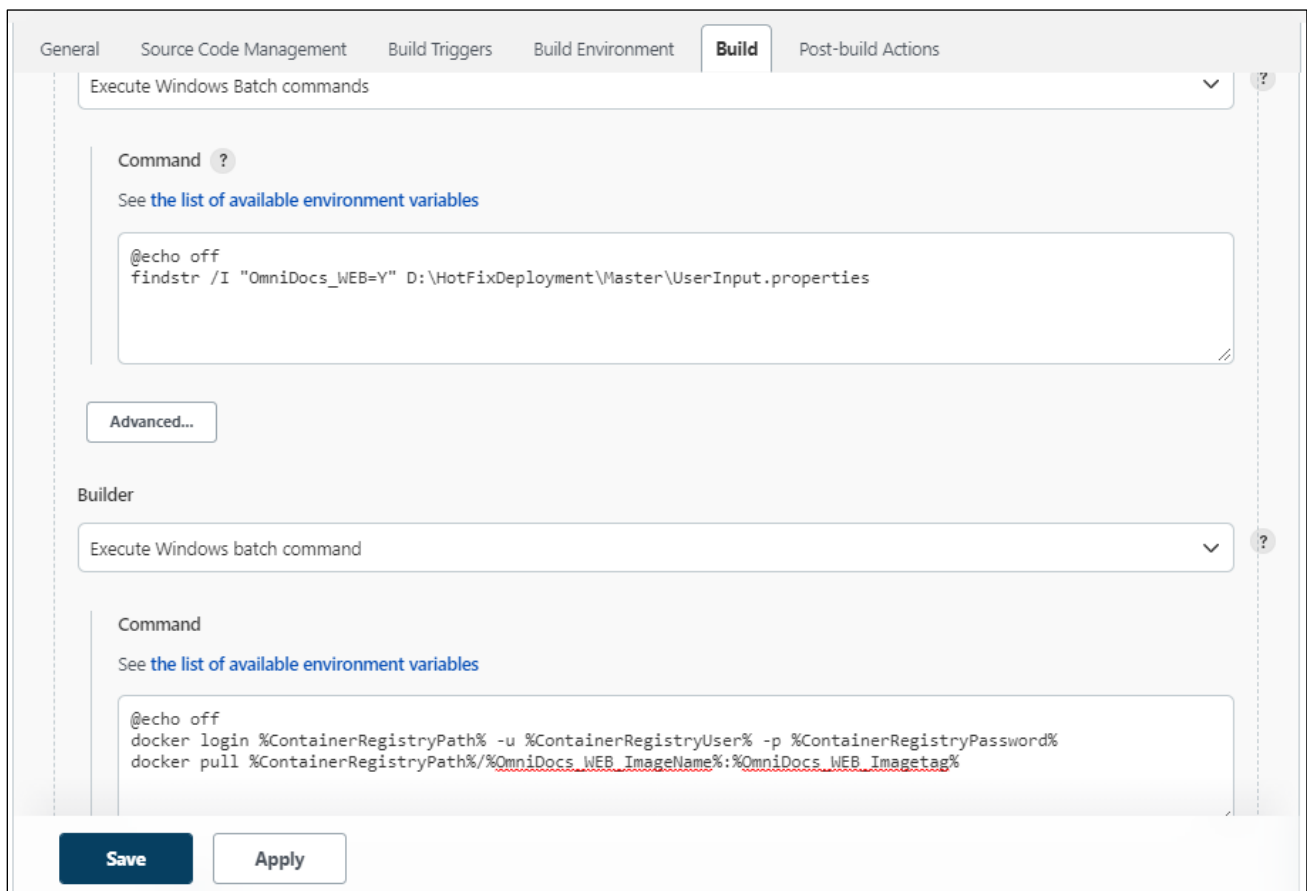 General Source Code Management Build Triggers Build Environment Build Post-build Actions
Execute Windows Batch commands
?
Command ?
See the list of available environment variables
@echo off
findstr /I "OmniDocs_WEB=Y" D:\HotFixDeployment\Master\UserInput.properties
Advanced...
Builder
Execute Windows batch command
?
Command
See the list of available environment variables
@echo off
docker login %ContainerRegistryPath% -u %ContainerRegistryUser% -p %ContainerRegistryPassword%
docker pull %ContainerRegistryPath%/%OmniDocs_WEB_ImageName%:%OmniDocs_WEB_Imagetag%
Save Apply